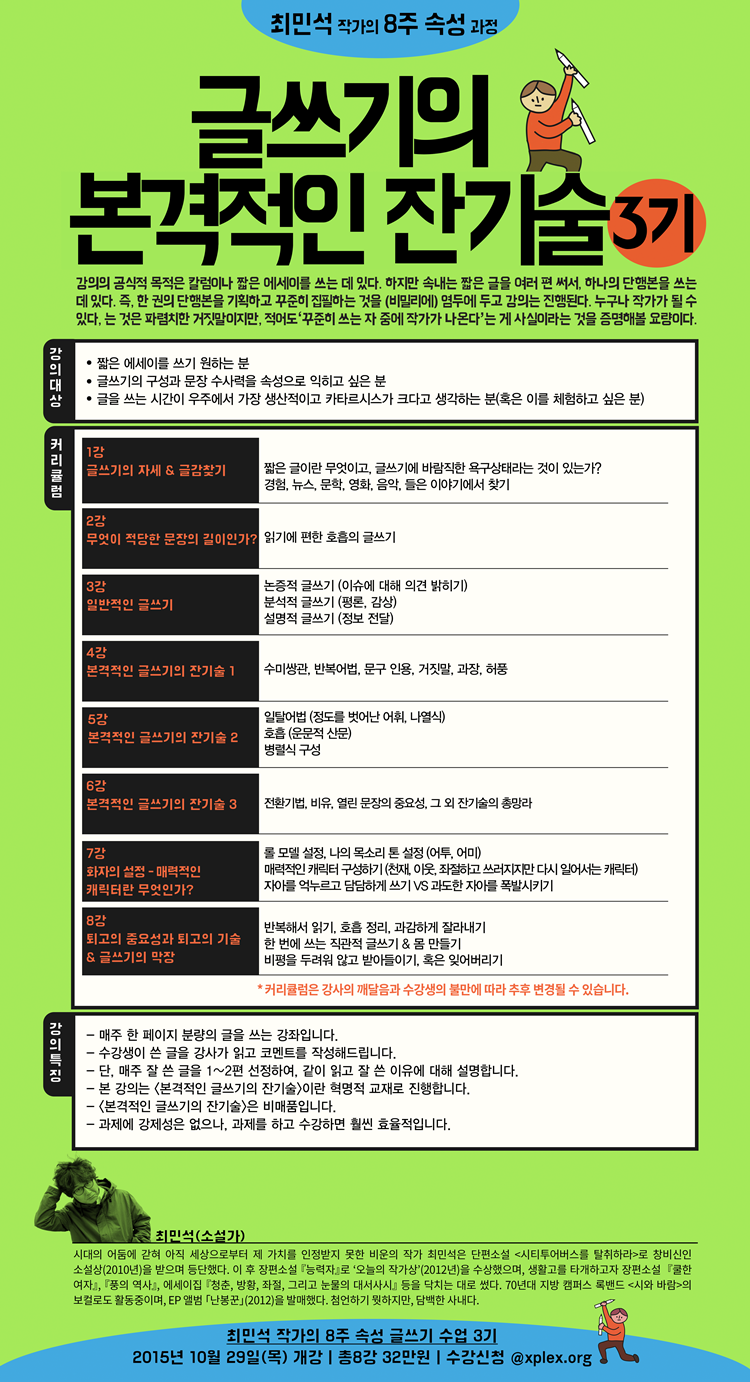 최민석 작가의 8주 속성 과정
글쓰기의
본격적인 잔기술 3기
강의의 공식적 목적은 칼럼이나 짧은 에세이를 쓰는 데 있다. 하지만 속내는 짧은 글을 여러 편 써서, 하나의 단행본을 쓰는
데 있다. 즉, 한 권의 단행본을 기획하고 꾸준히 집필하는 것을 (비밀리에) 염두에 두고 강의는 진행된다. 누구나 작가가 될 수
있다, 는 것은 파렴치한 거짓말이지만, 적어도 ‘꾸준히 쓰는 자 중에 작가가 나온다’는 게 사실이라는 것을 증명해볼 요량이다.
강의대상
• 짧은 에세이를 쓰기 원하는 분
• 글쓰기의 구성과 문장 수사력을 속성으로 익히고 싶은 분
• 글을 쓰는 시간이 우주에서 가장 생산적이고 카타르시스가 크다고 생각하는 분(혹은 이를 체험하고 싶은 분)
커리큘럼
1강
글쓰기의 자세 & 글감찾기
짧은 글이란 무엇이고, 글쓰기에 바람직한 욕구상태라는 것이 있는가?
경험, 뉴스, 문학, 영화, 음악, 들은 이야기에서 찾기
2강
무엇이 적당한 문장의 길이인가?
읽기에 편한 호흡의 글쓰기
3강
일반적인 글쓰기
논증적 글쓰기 (이슈에 대해 의견 밝히기)
분석적 글쓰기 (평론, 감상)
설명적 글쓰기 (정보 전달)
4강
본격적인 글쓰기의 잔기술 1
수미쌍관, 반복어법, 문구 인용, 거짓말, 과장, 허풍
5강
본격적인 글쓰기의 잔기술 2
일탈어법 (정도를 벗어난 어휘, 나열식)
호흡 (운문적 산문)
병렬식 구성
6강
본격적인 글쓰기의 잔기술 3
전환기법, 비유, 열린 문장의 중요성, 그 외 잔기술의 총망라
7강
화자의 설정 - 매력적인
캐릭터란 무엇인가?
롤 모델 설정, 나의 목소리 톤 설정 (어투, 어미)
매력적인 캐릭터 구성하기 (천재, 이웃, 좌절하고 쓰러지지만 다시 일어서는 캐릭터)
자아를 억누르고 담담하게 쓰기 VS 과도한 자아를 폭발시키기
8강
퇴고의 중요성과 퇴고의 기술
& 글쓰기의 막장
반복해서 읽기, 호흡 정리, 과감하게 잘라내기
한 번에 쓰는 직관적 글쓰기 & 몸 만들기
비평을 두려워 않고 받아들이기, 혹은 잊어버리기
* 커리큘럼은 강사의 깨달음과 수강생의 불만에 따라 추후 변경될 수 있습니다.
강의특징
– 매주 한 페이지 분량의 글을 쓰는 강좌입니다.
– 수강생이 쓴 글을 강사가 읽고 코멘트를 작성해드립니다.
– 단, 매주 잘 쓴 글을 1~2편 선정하여, 같이 읽고 잘 쓴 이유에 대해 설명합니다.
– 본 강의는 〈본격적인 글쓰기의 잔기술〉이란 혁명적 교재로 진행합니다.
– 〈본격적인 글쓰기의 잔기술〉은 비매품입니다.
– 과제에 강제성은 없으나, 과제를 하고 수강하면 훨씬 효율적입니다.
최민석(소설가)
시대의 어둠에 갇혀 아직 세상으로부터 제 가치를 인정받지 못한 비운의 작가 최민석은 단편소설 <시티투어버스를 탈취하라>로 창비신인
소설상(2010년)을 받으며 등단했다. 이 후 장편소설 『능력자』로 ‘오늘의 작가상’(2012년)을 수상했으며, 생활고를 타개하고자 장편소설 『쿨한
여자』, 『풍의 역사』, 에세이집 『청춘, 방황, 좌절, 그리고 눈물의 대서사시』 등을 닥치는 대로 썼다. 70년대 지방 캠퍼스 록밴드 <시와 바람>의
보컬로도 활동중이며, EP 앨범 「난봉꾼」(2012)을 발매했다. 첨언하기 뭣하지만, 담백한 사내다.
최민석 작가의 8주 속성 글쓰기 수업 3기
2015년 10월 29일(목) 개강 | 총8강 32만원 | 수강신청 @xplex.org